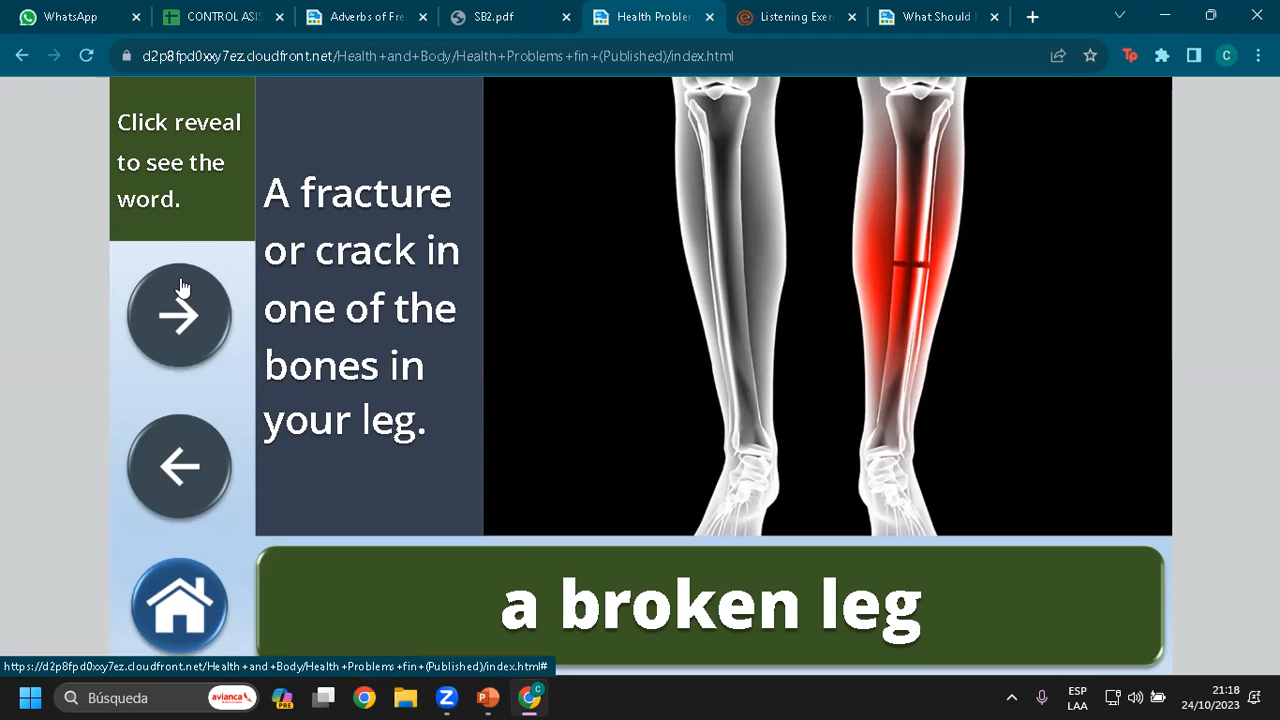 WhatsApp
CONTROL ASIS
Adverbs of Fre
SB2.pdf
Health Problem
Listening Exerc
What Should I
C
d2p8fpd0xxy7ez.cloudfront.net/Health+and+Body/Health+Problems+fin+(Published)/index.html
Click reveal
to see the
word.
A fracture
or crack in
one of the
bones in
your leg.
a broken leg
https://d2p8fpd0xxy7ez.cloudfront.net/Health+and+Body/Health+Problems+fin+(Published)/index.html#
Búsqueda
avianca
PRE
ESP
LAA
21:18
24/10/2023